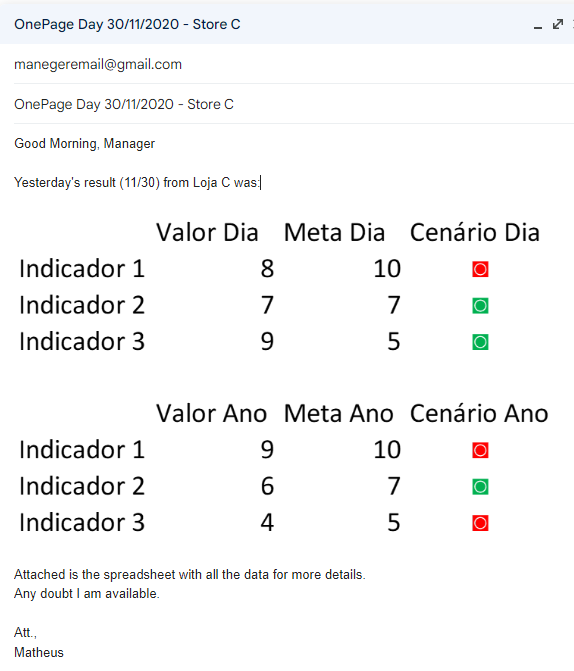 OnePage Day 30/11/2020 - Store C
manegeremail@gmail.com
OnePage Day 30/11/2020 - Store C
Good Morning, Manager
Yesterday's result (11/30) from Loja C was:
Valor Dia Meta Dia Cenário Dia
Indicador 1 8 10
Indicador 2 7 7
Indicador 3 9 5
Valor Ano Meta Ano Cenário Ano
Indicador 1 9 10
Indicador 2 6 7
Indicador 3 4 5
Attached is the spreadsheet with all the data for more details.
Any doubt I am available.
Att.,
Matheus